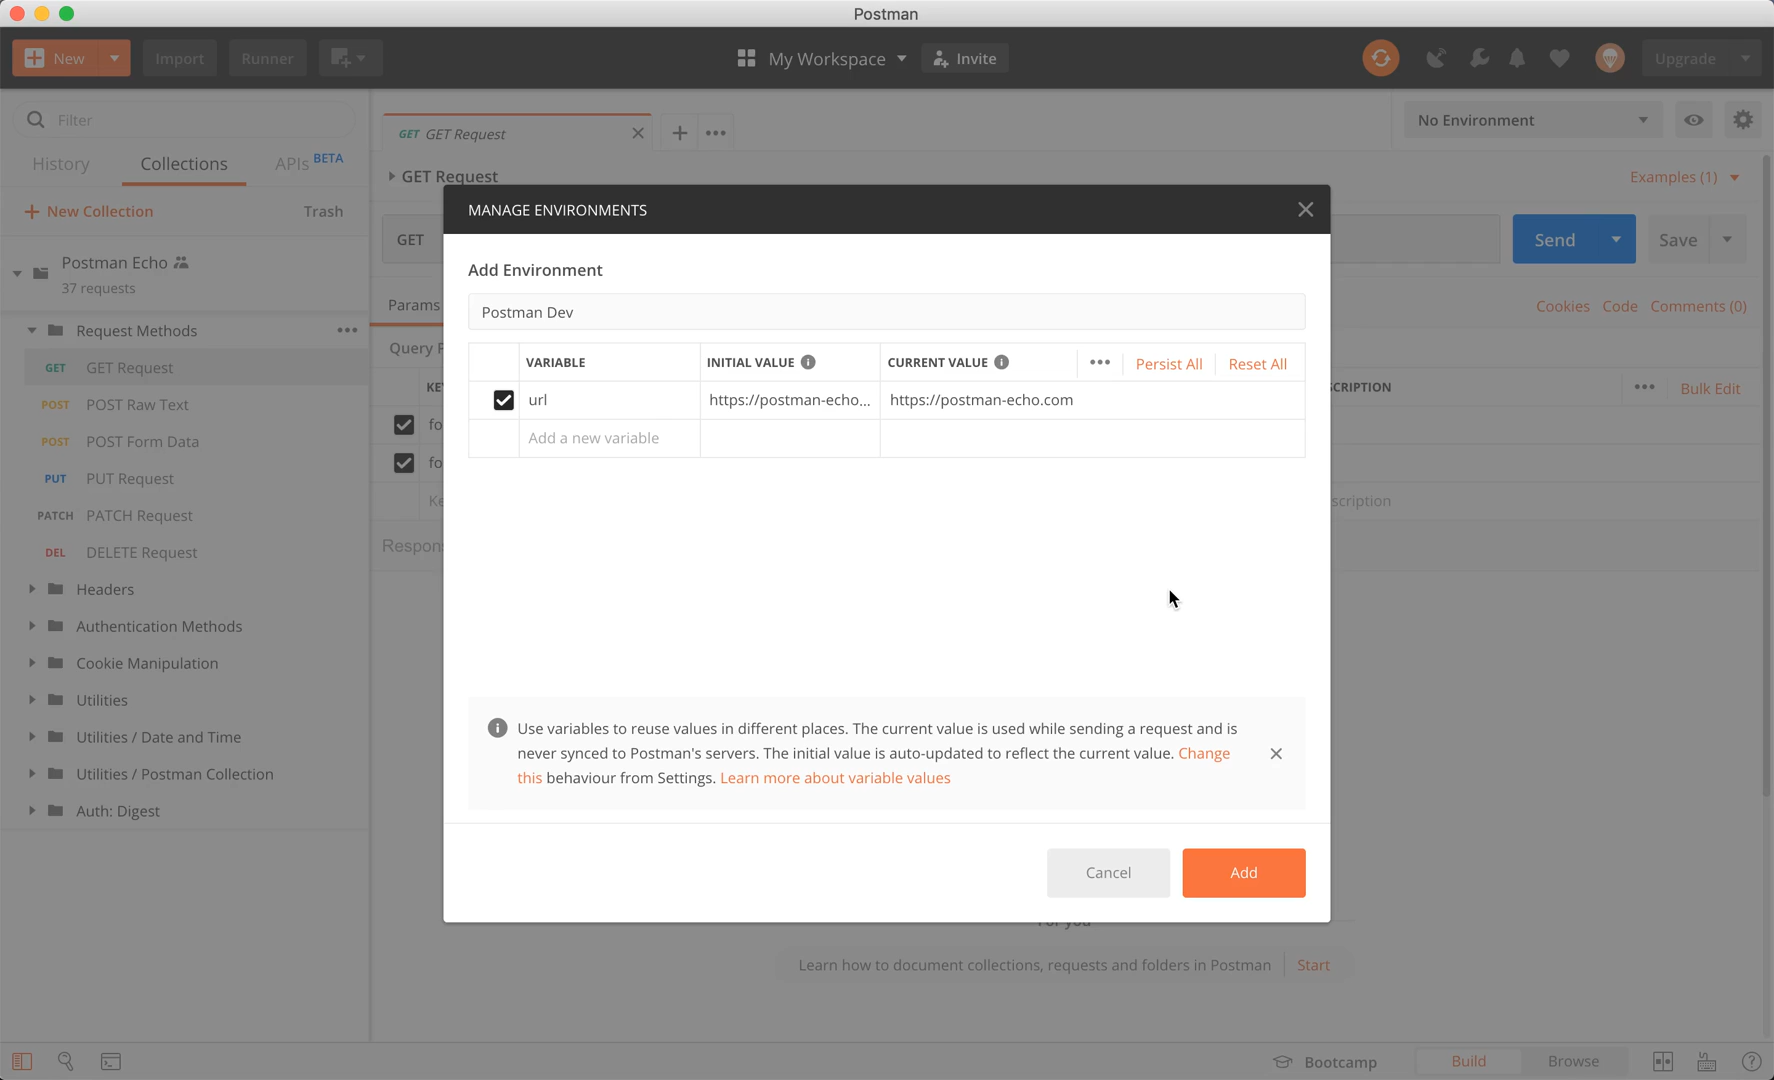 Postman
New
Import
Runner
My Workspace
Invite
Upgrade
Filter
GET GET Request
No Environment
History
Collections
APIs BETA
GET Request
Examples (1)
New Collection
Trash
MANAGE ENVIRONMENTS
GET
Send
Save
Postman Echo
37 requests
Add Environment
Params
Cookies Code Comments (0)
Postman Dev
Request Methods
VARIABLE
INITIAL VALUE
CURRENT VALUE
Persist All
Reset All
GET GET Request
SCRIPTION
Bulk Edit
url
https://postman-echo...
https://postman-echo.com
POST POST Raw Text
Add a new variable
POST POST Form Data
PUT PUT Request
scription
PATCH PATCH Request
DEL DELETE Request
Headers
Authentication Methods
Cookie Manipulation
Utilities
Utilities / Date and Time
Utilities / Postman Collection
Auth: Digest
Use variables to reuse values in different places. The current value is used while sending a request and is
never synced to Postman's servers. The initial value is auto-updated to reflect the current value. Change
this behaviour from Settings. Learn more about variable values
Cancel
Add
Learn how to document collections, requests and folders in Postman
Start
Bootcamp
Build
Browse